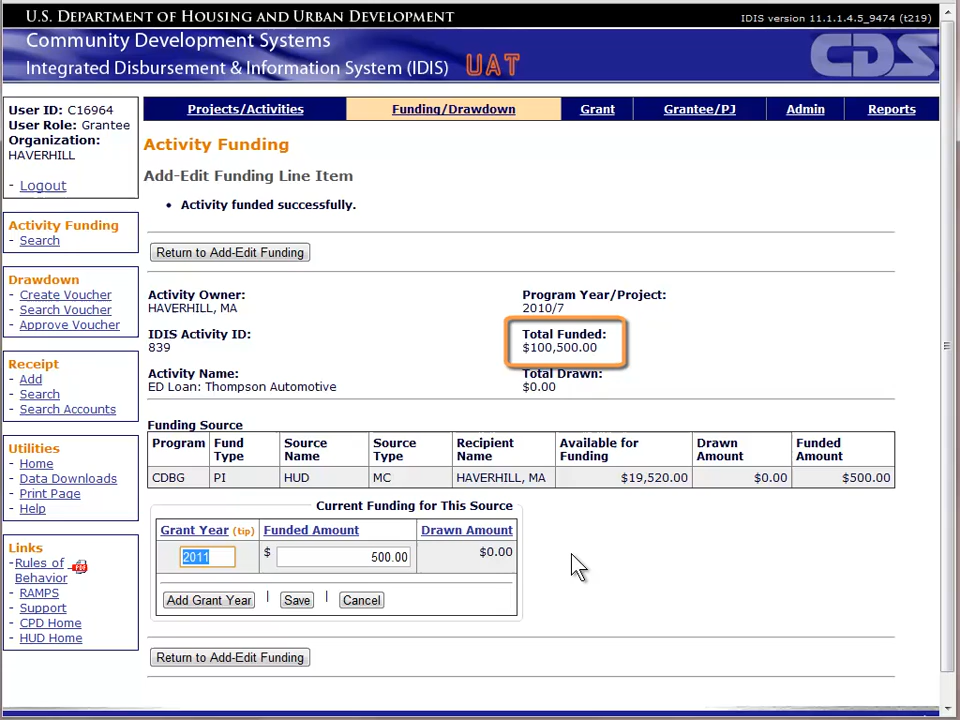 U.S. DEPARTMENT OF HOUSING AND URBAN DEVELOPMENT
IDIS version 11.1.1.4.5_9474 (t219)
Community Development Systems
Integrated Disbursement & Information System (IDIS) UAT
CDS
User ID: C16964
User Role: Grantee
Organization:
HAVERHILL
- Logout
Projects/Activities Funding/Drawdown Grant Grantee/PJ Admin Reports
Activity Funding
- Search
Drawdown
- Create Voucher
- Search Voucher
- Approve Voucher
Receipt
- Add
- Search
- Search Accounts
Utilities
- Home
- Data Downloads
- Print Page
- Help
Links
- Rules of
Behavior
- RAMPS
- Support
- CPD Home
- HUD Home
Activity Funding
Add-Edit Funding Line Item
• Activity funded successfully.
Return to Add-Edit Funding
Activity Owner:
HAVERHILL, MA
Program Year/Project:
2010/7
IDIS Activity ID:
839
Total Funded:
$100,500.00
Activity Name:
ED Loan: Thompson Automotive
Total Drawn:
$0.00
Funding Source
Program Fund Type Source Name Source Type Recipient Name Available for Funding Drawn Amount Funded Amount
CDBG PI HUD MC HAVERHILL, MA $19,520.00 $0.00 $500.00
Current Funding for This Source
Grant Year (tip) Funded Amount Drawn Amount
2011 $ 500.00 $0.00
Add Grant Year | Save | Cancel
Return to Add-Edit Funding